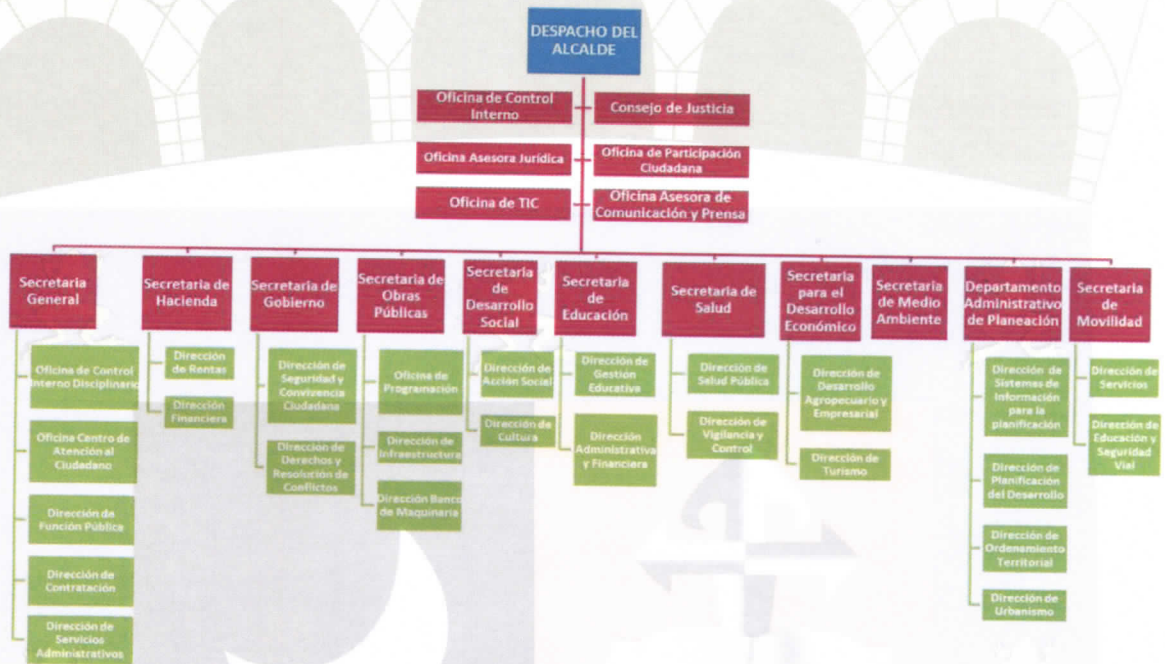 DESPACHO DEL
ALCALDE
Oficina de Control
Interno
Consejo de Justicia
Oficina Asesora Jurídica
Oficina de Participación
Ciudadana
Oficina de TIC
Oficina Asesora de
Comunicación y Prensa
Secretaria
General
Oficina de Control
Interno Disciplinario
Oficina Centro de
Atención al
Ciudadano
Dirección de
Función Pública
Dirección de
Contratación
Dirección de
Servicios
Administrativos
Secretaria de
Hacienda
Dirección
de Rentas
Dirección
Financiera
Secretaria de
Gobierno
Dirección de
Seguridad y
Convivencia
Ciudadana
Dirección de
Derechos y
Resolución de
Conflictos
Secretaria de
Obras
Públicas
Oficina de
Programación
Dirección de
Infraestructura
Dirección Banco
de Maquinaria
Secretaria
de
Desarrollo
Social
Dirección de
Acción Social
Dirección de
Cultura
Secretaria
de
Educación
Dirección de
Gestión
Educativa
Dirección
Administrativa
y Financiera
Secretaria de
Salud
Dirección de
Salud Pública
Dirección de
Vigilancia y
Control
Secretaria
para el
Desarrollo
Económico
Dirección de
Desarrollo
Agropecuario y
Empresarial
Dirección de
Turismo
Secretaria
de Medio
Ambiente
Departamento
Administrativo
de Planeación
Dirección de
Sistemas de
Información
para la
planificación
Dirección de
Planificación
del Desarrollo
Dirección de
Ordenamiento
Territorial
Dirección de
Urbanismo
Secretaria
de
Movilidad
Dirección de
Servicios
Dirección de
Educación y
Seguridad
Vial